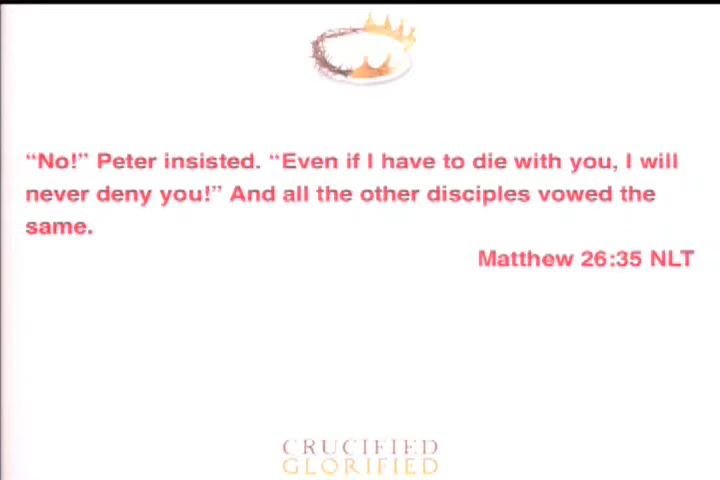 “No!” Peter insisted. “Even if I have to die with you, I will
never deny you!” And all the other disciples vowed the
same.
Matthew 26:35 NLT
CRUCIFIED
GLORIFIED